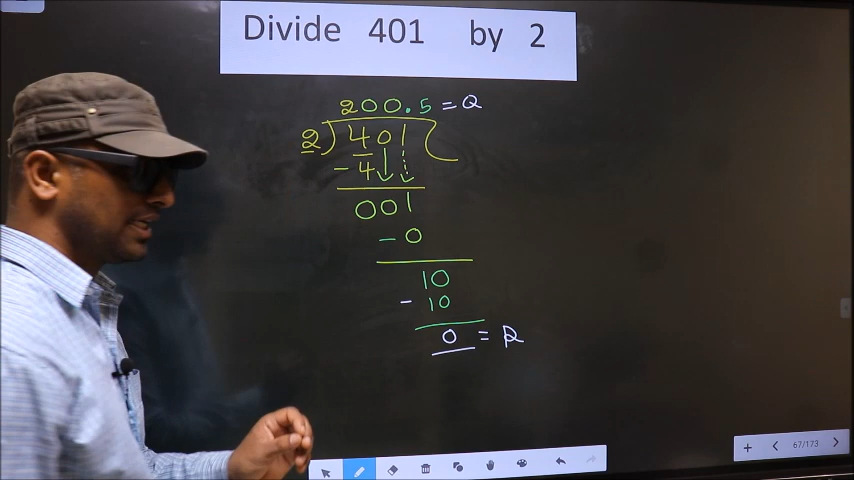 Divide 401 by 2
200.5 = Q
2) 401 (
- 4
001
- 0
10
- 10
0 = R
67/173